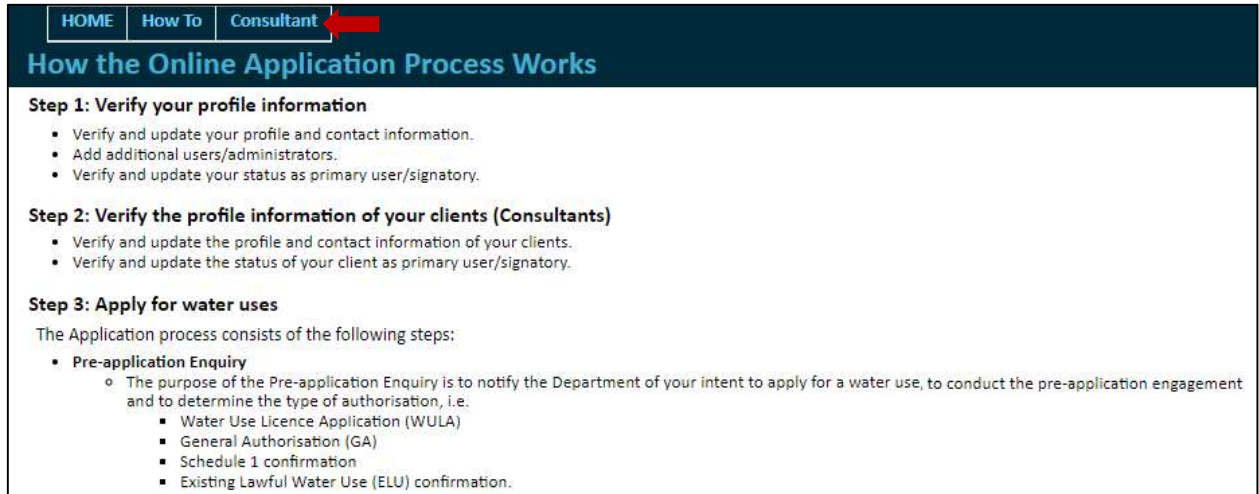 HOME How To Consultant
How the Online Application Process Works
Step 1: Verify your profile information
• Verify and update your profile and contact information.
• Add additional users/administrators.
• Verify and update your status as primary user/signatory.
Step 2: Verify the profile information of your clients (Consultants)
• Verify and update the profile and contact information of your clients.
• Verify and update the status of your client as primary user/signatory.
Step 3: Apply for water uses
The Application process consists of the following steps:
• Pre-application Enquiry
o The purpose of the Pre-application Enquiry is to notify the Department of your intent to apply for a water use, to conduct the pre-application engagement
and to determine the type of authorisation, i.e.
▪ Water Use Licence Application (WULA)
▪ General Authorisation (GA)
▪ Schedule 1 confirmation
▪ Existing Lawful Water Use (ELU) confirmation.